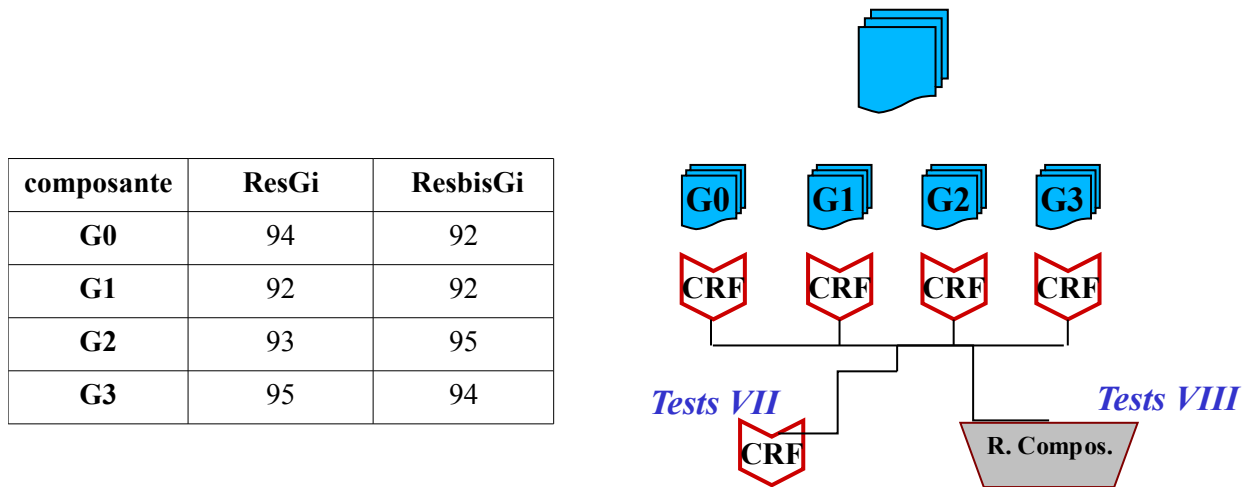 composante ResGi ResbisGi
G0 94 92
G1 92 92
G2 93 95
G3 95 94
G0 G1 G2 G3
CRF CRF CRF CRF
Tests VII
Tests VIII
CRF
R. Compos.